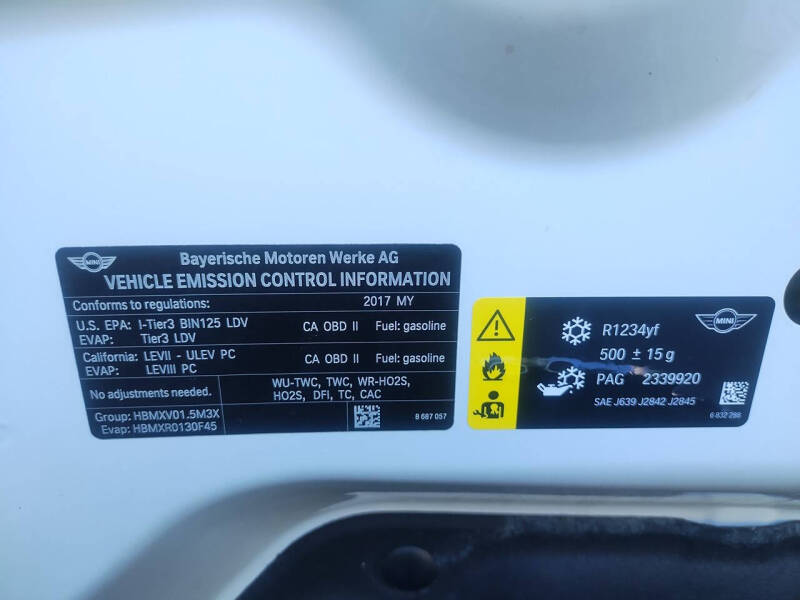 MINI
Bayerische Motoren Werke AG
VEHICLE EMISSION CONTROL INFORMATION
Conforms to regulations: 2017 MY
U.S. EPA: I-Tier3 BIN125 LDV CA OBD II Fuel: gasoline
EVAP: Tier3 LDV
California: LEVII - ULEV PC CA OBD II Fuel: gasoline
EVAP: LEVIII PC
No adjustments needed. WU-TWC, TWC, WR-HO2S,
HO2S, DFI, TC, CAC
Group: HBMXV01.5M3X
Evap: HBMXR0130F45
8 687 057
MINI
R1234yf
500 ± 15 g
PAG 2339920
SAE J639 J2842 J2845
6 832 288